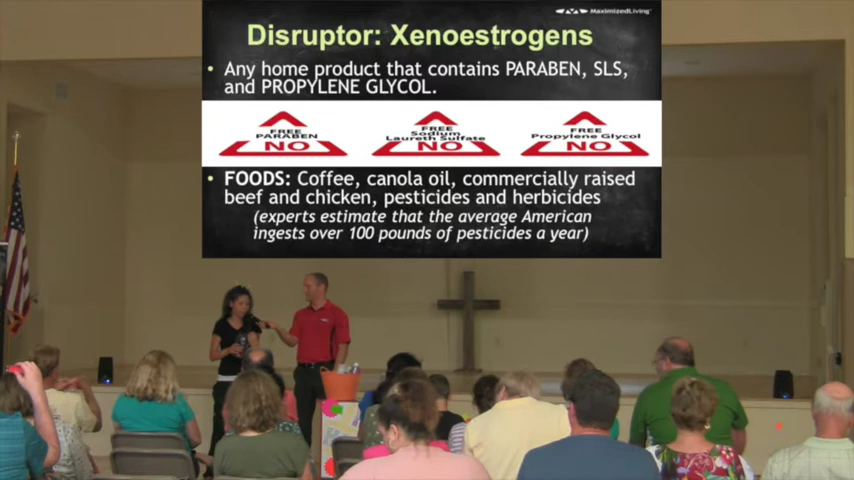 MaximizedLiving
Disruptor: Xenoestrogens
• Any home product that contains PARABEN, SLS,
and PROPYLENE GLYCOL.
FREE
PARABEN
NO
FREE
Sodium
Laureth Sulfate
NO
FREE
Propylene Glycol
NO
• FOODS: Coffee, canola oil, commercially raised
beef and chicken, pesticides and herbicides
(experts estimate that the average American
ingests over 100 pounds of pesticides a year)